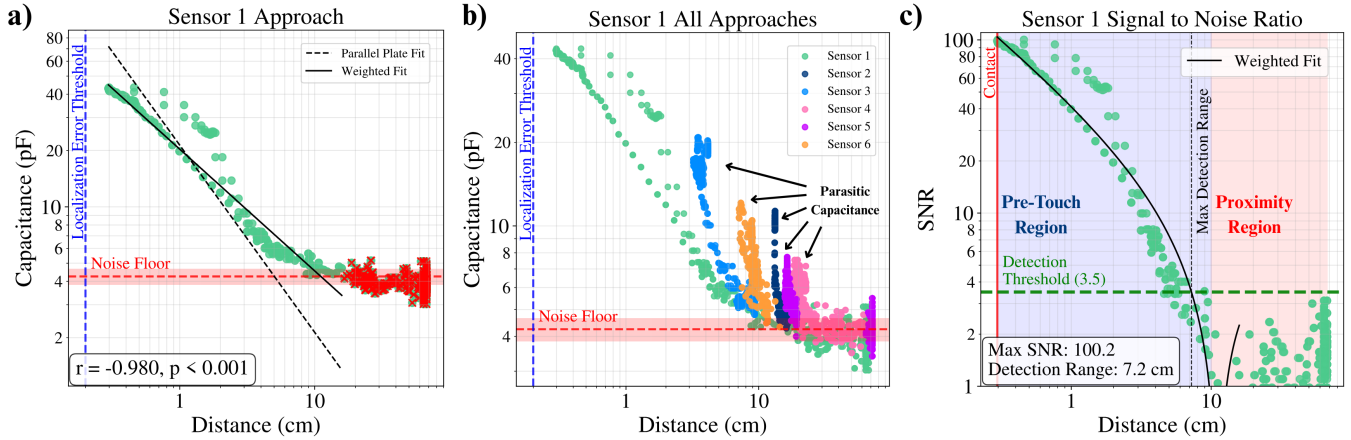 a)
Sensor 1 Approach
Capacitance (pF)
80
60
40
20
10
8
6
4
2
Localization Error Threshold
Parallel Plate Fit
Weighted Fit
Noise Floor
r = -0.980, p < 0.001
1
10
Distance (cm)
b)
Sensor 1 All Approaches
Capacitance (pF)
40
20
10
8
6
4
Localization Error Threshold
Sensor 1
Sensor 2
Sensor 3
Sensor 4
Sensor 5
Sensor 6
Parasitic
Capacitance
Noise Floor
1
10
Distance (cm)
c)
Sensor 1 Signal to Noise Ratio
SNR
100
80
60
40
20
10
8
6
4
2
1
Contact
Weighted Fit
Max Detection Range
Pre-Touch
Region
Proximity
Region
Detection
Threshold (3.5)
Max SNR: 100.2
Detection Range: 7.2 cm
1
10
Distance (cm)